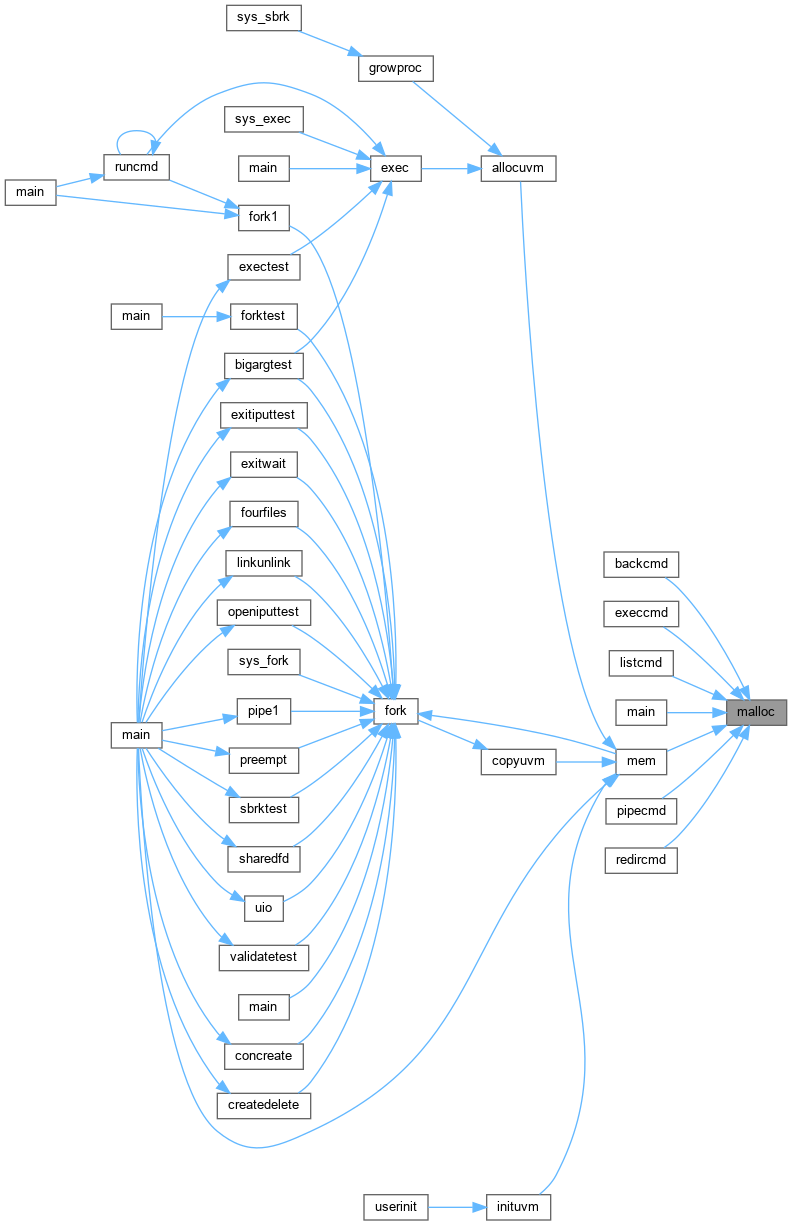 sys_sbrk
growproc
sys_exec
runcmd
main
exec
allocuvm
main
fork1
exectest
main
forktest
bigargtest
exitiputtest
exitwait
fourfiles
linkunlink
backcmd
openiputtest
execcmd
sys_fork
listcmd
pipe1
fork
main
malloc
main
preempt
copyuvm
mem
sbrktest
pipecmd
sharedfd
redircmd
uio
validatetest
main
concreate
createdelete
userinit
inituvm